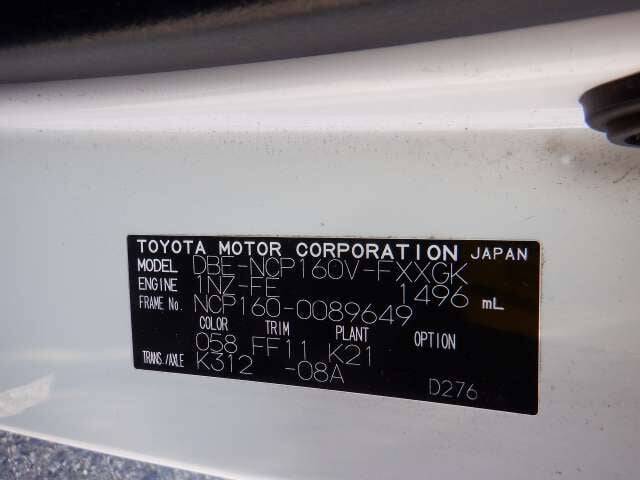 TOYOTA MOTOR CORPORATION JAPAN
MODEL DBE-NCP160V-FXXGK
ENGINE 1NZ-FE 1496 mL
FRAME No. NCP160-0089649
COLOR TRIM PLANT OPTION
058 FF11 K21
TRANS./AXLE K312 -08A
D276